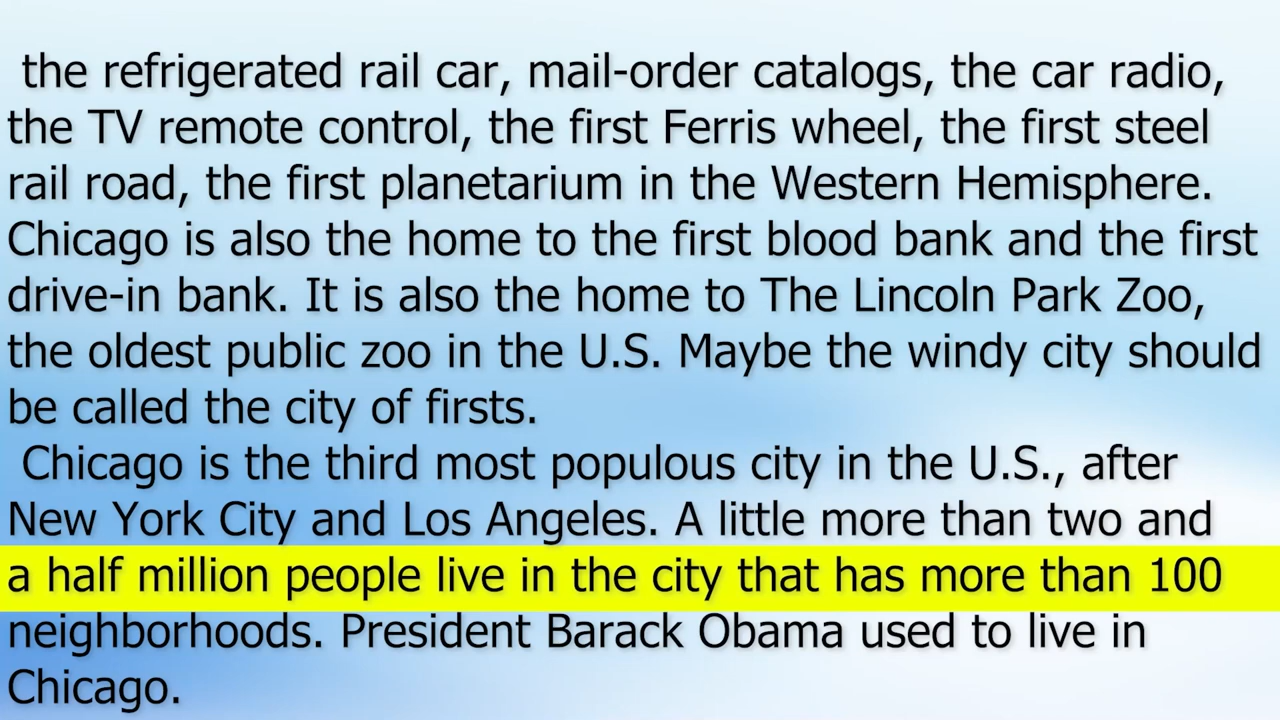 the refrigerated rail car, mail-order catalogs, the car radio,
the TV remote control, the first Ferris wheel, the first steel
rail road, the first planetarium in the Western Hemisphere.
Chicago is also the home to the first blood bank and the first
drive-in bank. It is also the home to The Lincoln Park Zoo,
the oldest public zoo in the U.S. Maybe the windy city should
be called the city of firsts.
Chicago is the third most populous city in the U.S., after
New York City and Los Angeles. A little more than two and
a half million people live in the city that has more than 100
neighborhoods. President Barack Obama used to live in
Chicago.